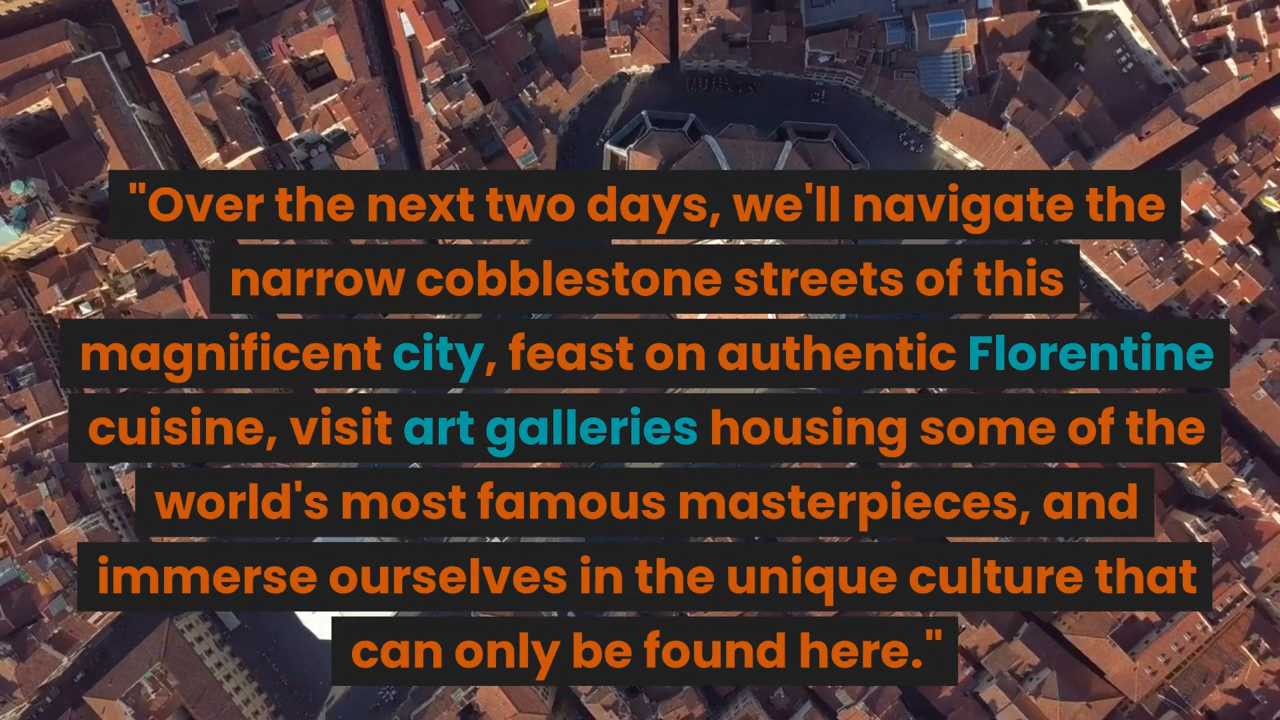 "Over the next two days, we'll navigate the
narrow cobblestone streets of this
magnificent city, feast on authentic Florentine
cuisine, visit art galleries housing some of the
world's most famous masterpieces, and
immerse ourselves in the unique culture that
can only be found here."